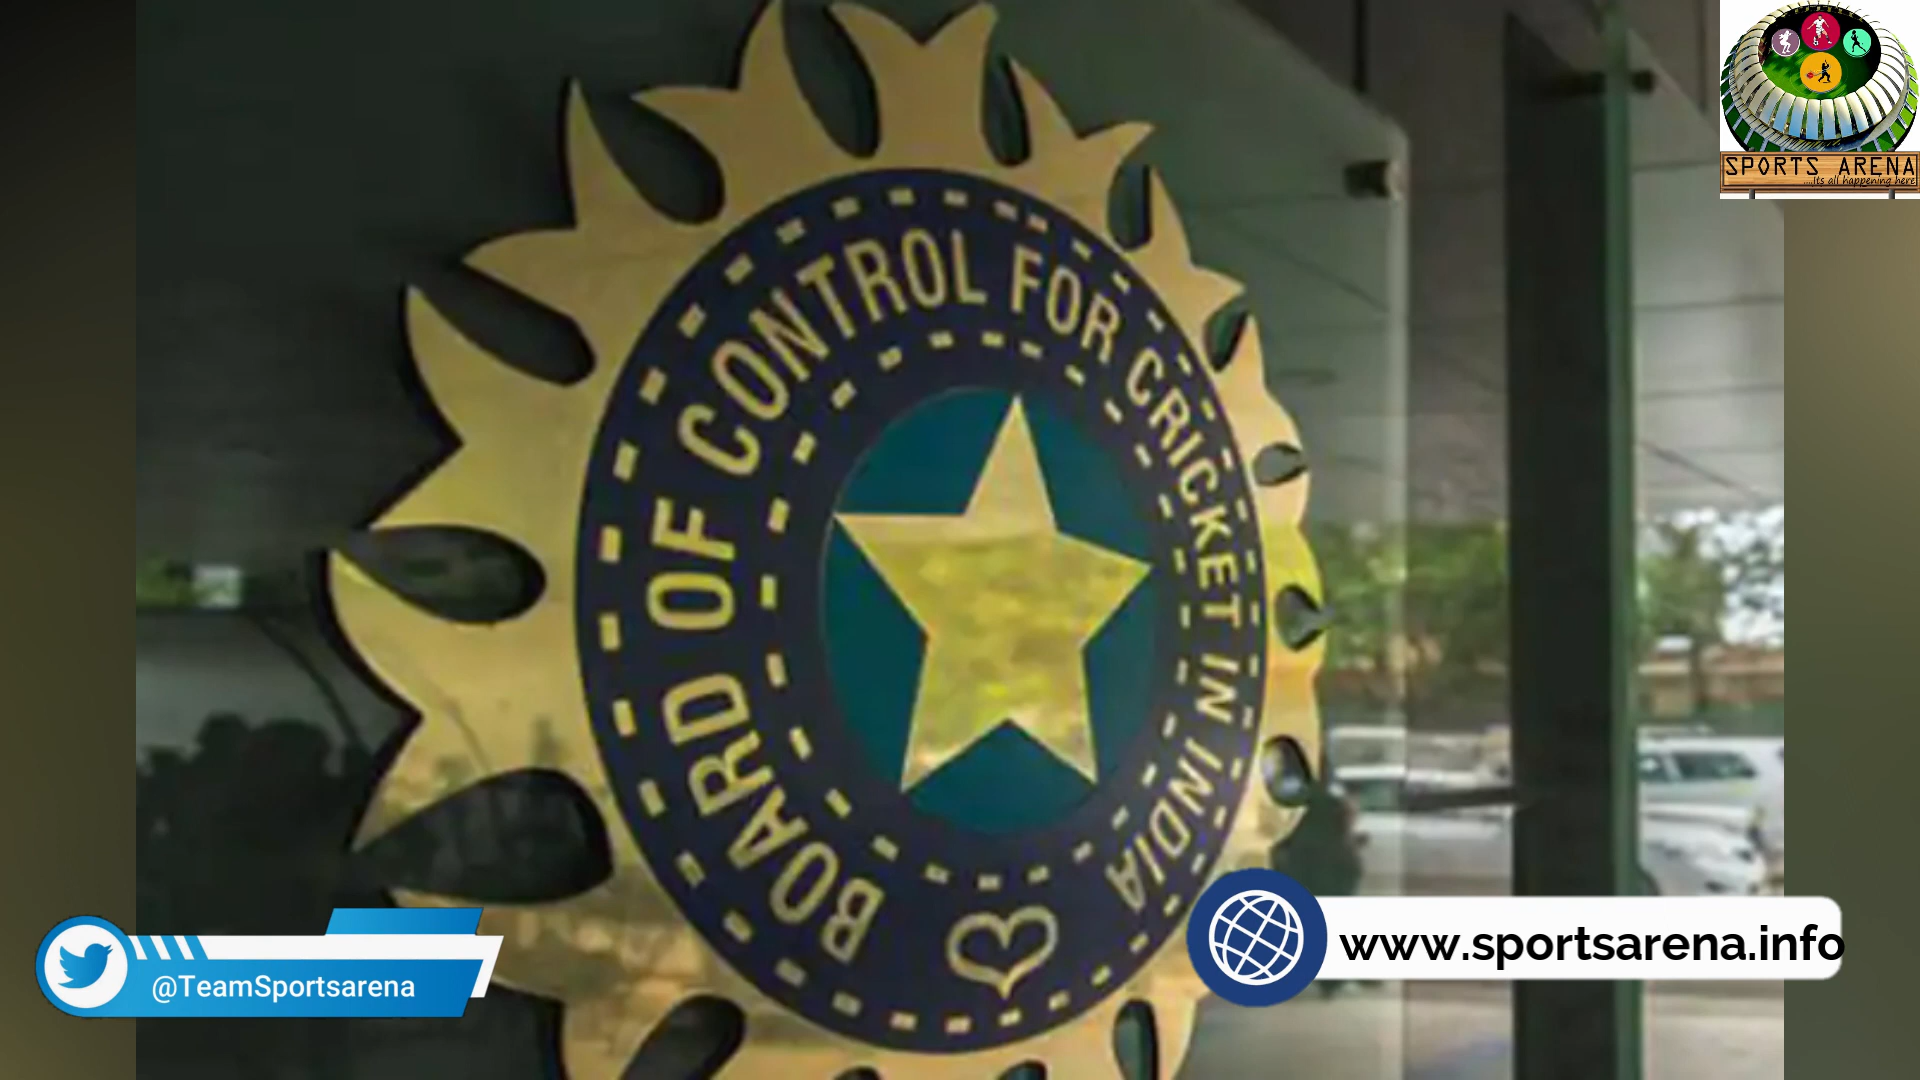 SPORTS ARENA
....Its all happening here
BOARD OF CONTROL FOR CRICKET IN INDIA
@TeamSportsarena
www.sportsarena.info